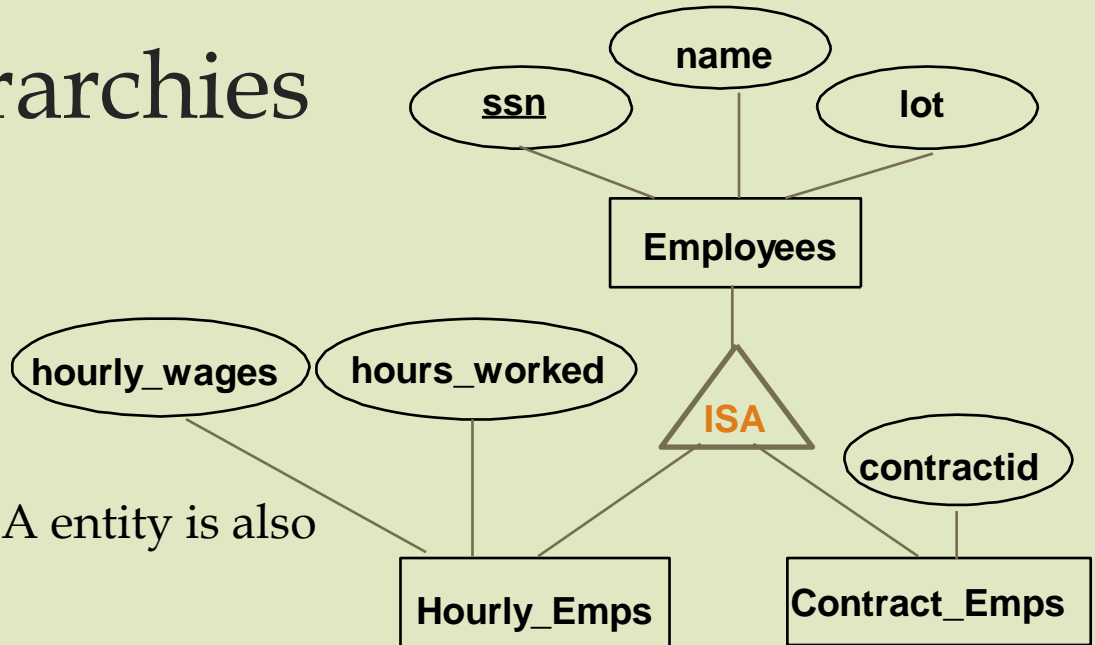 rarchies
name
ssn
lot
Employees
hourly_wages
hours_worked
ISA
contractid
A entity is also
Hourly_Emps
Contract_Emps